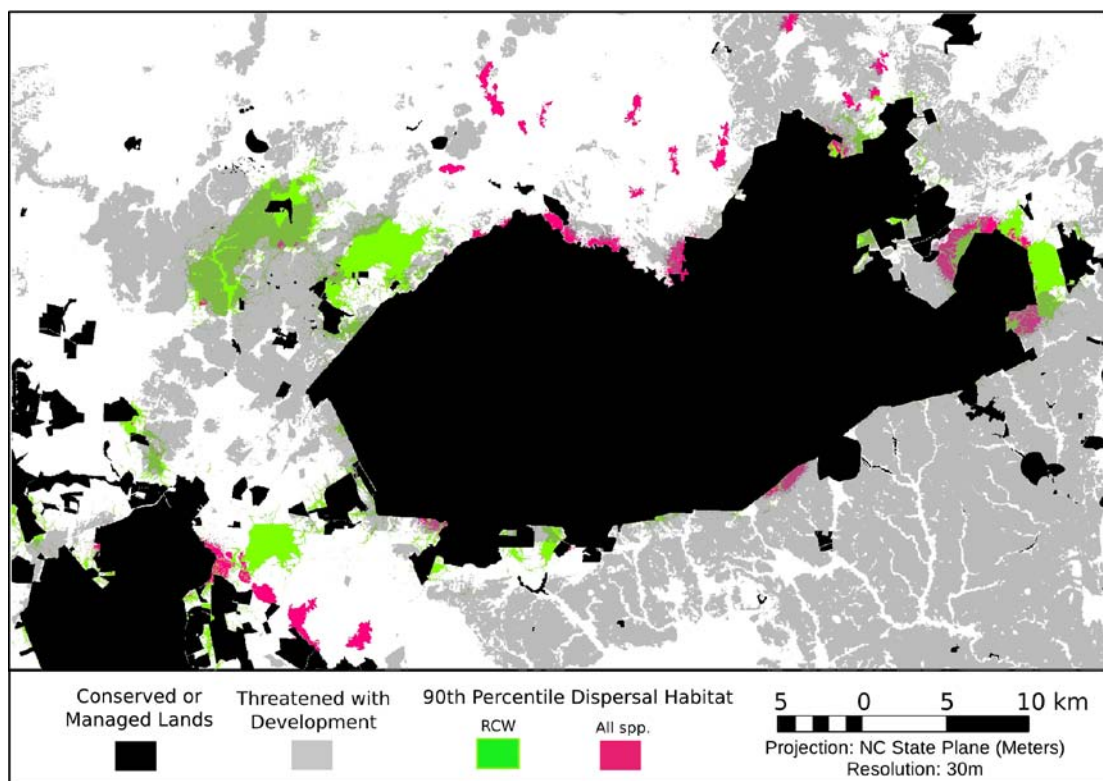 Conserved or
Managed Lands
Threatened with
Development
90th Percentile Dispersal Habitat
RCW
All spp.
5 0 5 10 km
Projection: NC State Plane (Meters)
Resolution: 30m